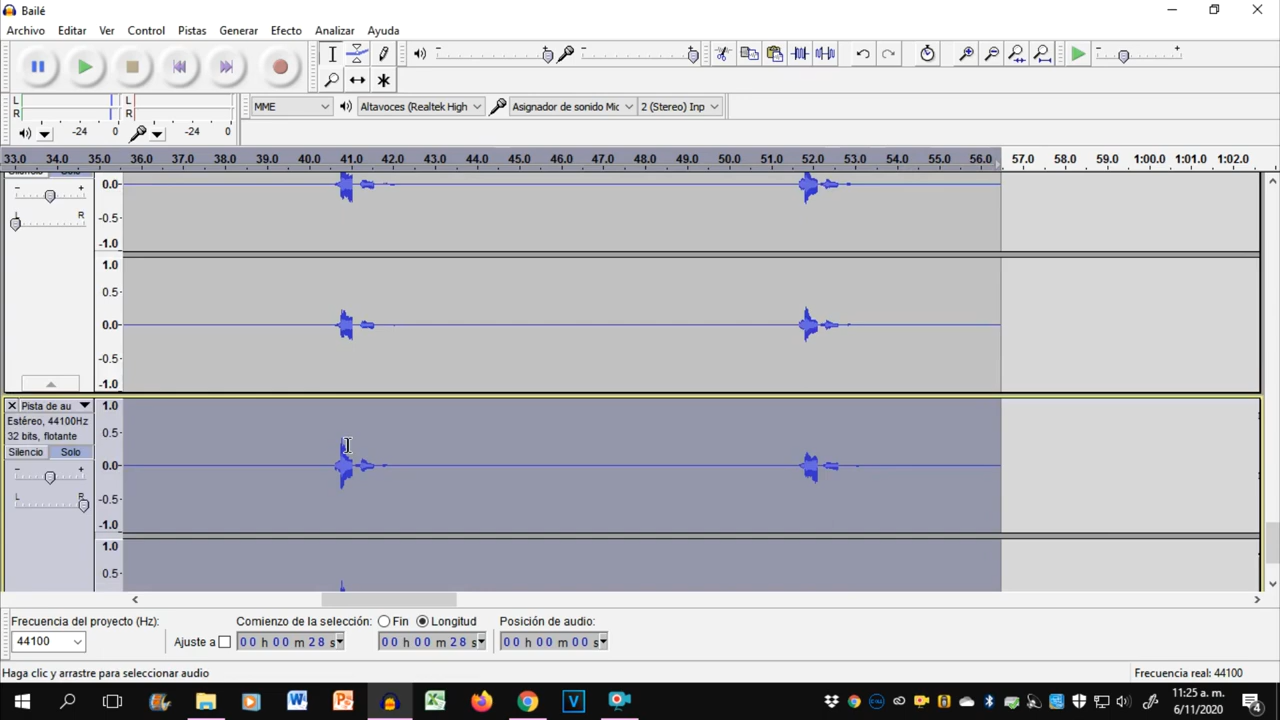 Bailé
Archivo Editar Ver Control Pistas Generar Efecto Analizar Ayuda
L L
R R
-24 0 -24 0
MME Altavoces (Realtek High Asignador de sonido Mic 2 (Stereo) Inp
33.0 34.0 35.0 36.0 37.0 38.0 39.0 40.0 41.0 42.0 43.0 44.0 45.0 46.0 47.0 48.0 49.0 50.0 51.0 52.0 53.0 54.0 55.0 56.0 57.0 58.0 59.0 1:00.0 1:01.0 1:02.0
Silencio Solo
- +
L R
0.0
-0.5
-1.0
1.0
0.5
0.0
-0.5
-1.0
Pista de au
Estéreo, 44100Hz
32 bits, flotante
Silencio Solo
- +
L R
1.0
0.5
0.0
-0.5
-1.0
1.0
0.5
Frecuencia del proyecto (Hz): Comienzo de la selección: Fin Longitud Posición de audio:
44100 Ajuste a 00 h 00 m 28 s 00 h 00 m 28 s 00 h 00 m 00 s
Haga clic y arrastre para seleccionar audio Frecuencia real: 44100
11:25 a. m.
6/11/2020
4